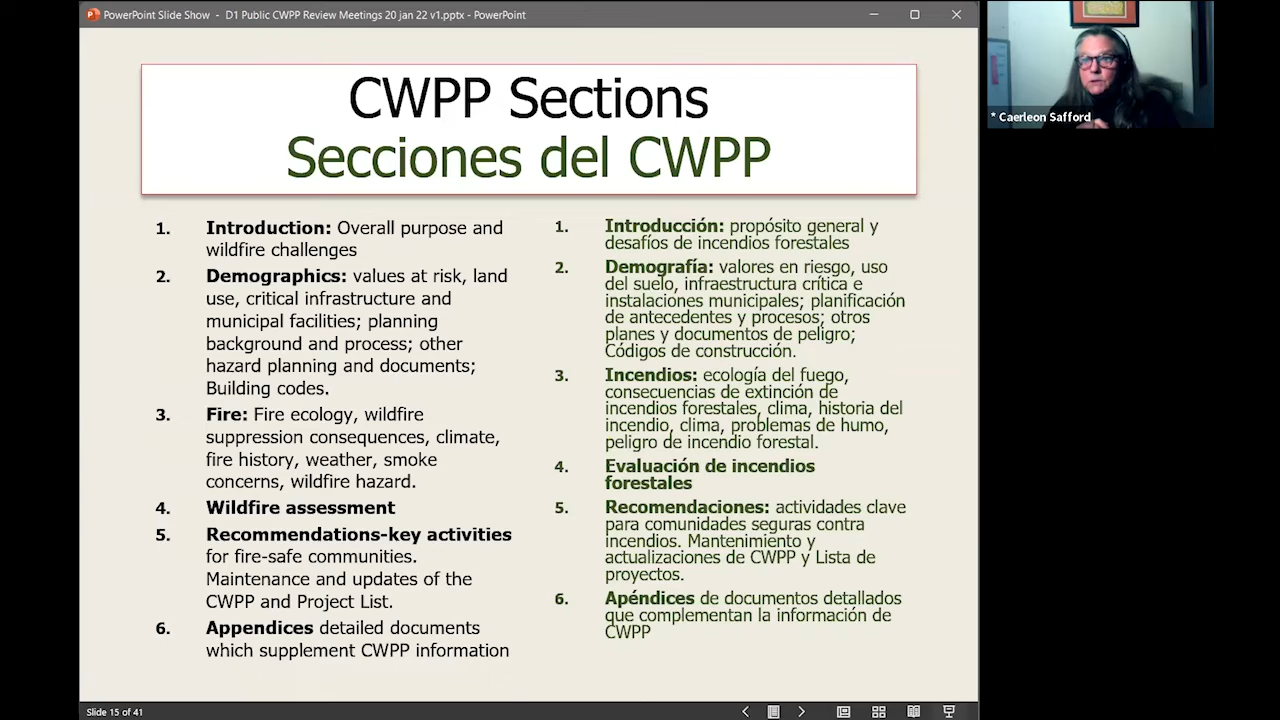 PowerPoint Slide Show - D1 Public CWPP Review Meetings 20 jan 22 v1.pptx - PowerPoint
CWPP Sections
Secciones del CWPP
1. Introduction: Overall purpose and
wildfire challenges
2. Demographics: values at risk, land
use, critical infrastructure and
municipal facilities; planning
background and process; other
hazard planning and documents;
Building codes.
3. Fire: Fire ecology, wildfire
suppression consequences, climate,
fire history, weather, smoke
concerns, wildfire hazard.
4. Wildfire assessment
5. Recommendations-key activities
for fire-safe communities.
Maintenance and updates of the
CWPP and Project List.
6. Appendices detailed documents
which supplement CWPP information
1. Introducción: propósito general y
desafíos de incendios forestales
2. Demografía: valores en riesgo, uso
del suelo, infraestructura crítica e
instalaciones municipales; planificación
de antecedentes y procesos; otros
planes y documentos de peligro;
Códigos de construcción.
3. Incendios: ecología del fuego,
consecuencias de extinción de
incendios forestales, clima, historia del
incendio, clima, problemas de humo,
peligro de incendio forestal.
4. Evaluación de incendios
forestales
5. Recomendaciones: actividades clave
para comunidades seguras contra
incendios. Mantenimiento y
actualizaciones de CWPP y Lista de
proyectos.
6. Apéndices de documentos detallados
que complementan la información de
CWPP
Slide 15 of 41
* Caerleon Safford